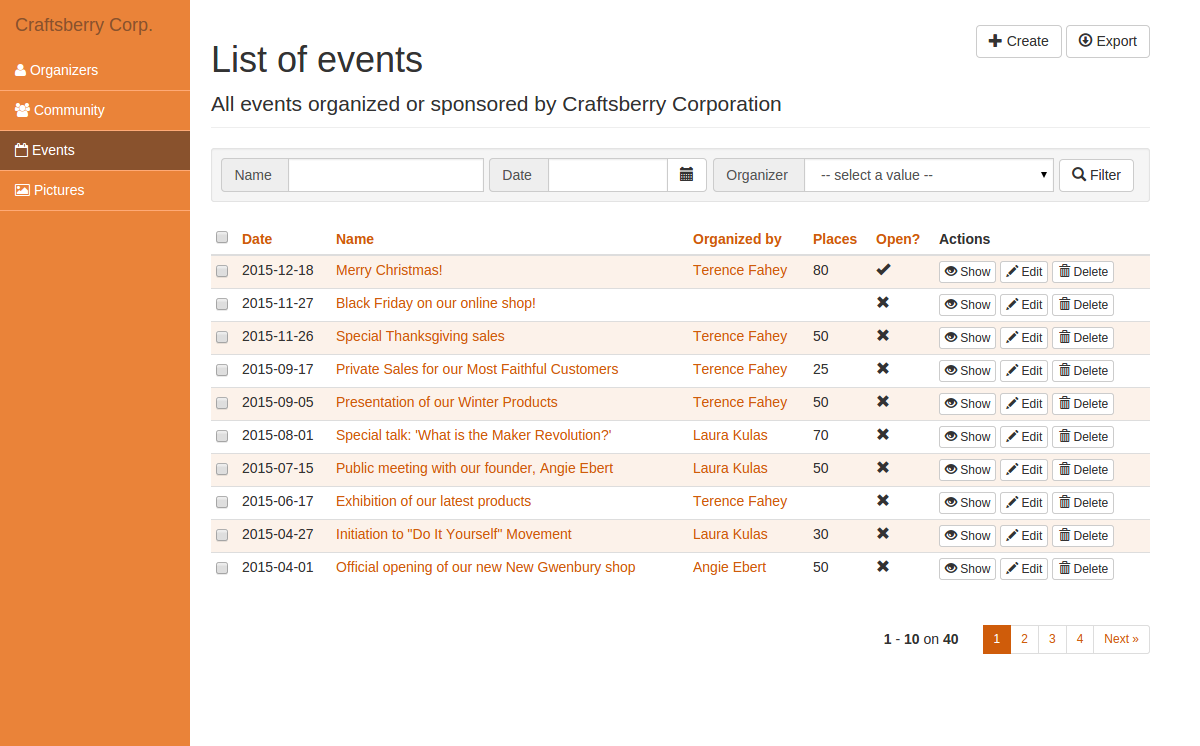 Craftsberry Corp.
Organizers
Community
Events
Pictures
Create Export
List of events
All events organized or sponsored by Craftsberry Corporation
Name Date Organizer -- select a value -- Filter
Date Name Organized by Places Open? Actions
2015-12-18 Merry Christmas! Terence Fahey 80 Show Edit Delete
2015-11-27 Black Friday on our online shop! Show Edit Delete
2015-11-26 Special Thanksgiving sales Terence Fahey 50 Show Edit Delete
2015-09-17 Private Sales for our Most Faithful Customers Terence Fahey 25 Show Edit Delete
2015-09-05 Presentation of our Winter Products Terence Fahey 50 Show Edit Delete
2015-08-01 Special talk: 'What is the Maker Revolution?' Laura Kulas 70 Show Edit Delete
2015-07-15 Public meeting with our founder, Angie Ebert Laura Kulas 50 Show Edit Delete
2015-06-17 Exhibition of our latest products Terence Fahey Show Edit Delete
2015-04-27 Initiation to "Do It Yourself" Movement Laura Kulas 30 Show Edit Delete
2015-04-01 Official opening of our new New Gwenbury shop Angie Ebert 50 Show Edit Delete
1 - 10 on 40 1 2 3 4 Next »